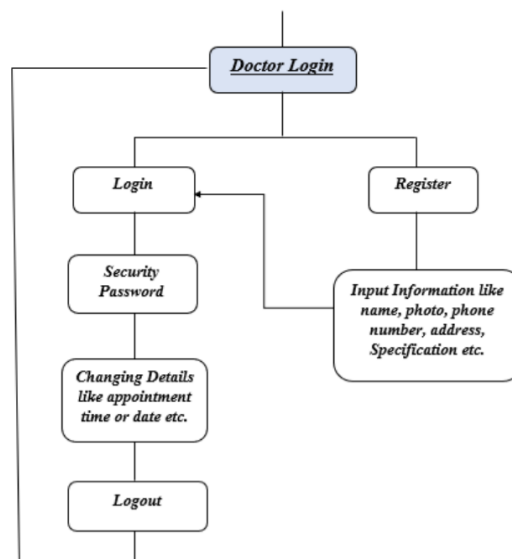 Doctor Login
Login
Register
Security
Password
Input Information like
name, photo, phone
number, address,
Specification etc.
Changing Details
like appointment
time or date etc.
Logout